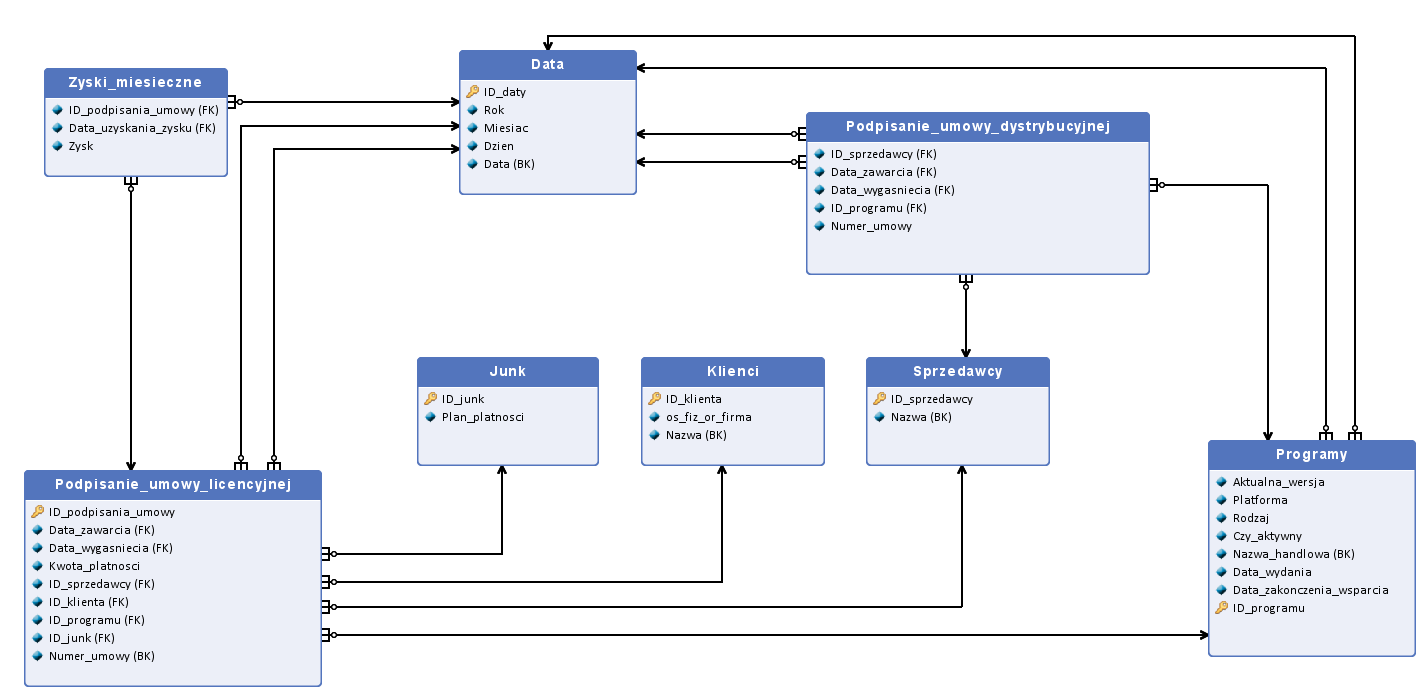 Zyski_miesieczne
ID_podpisania_umowy (FK)
Data_uzyskania_zysku (FK)
Zysk
Data
ID_daty
Rok
Miesiac
Dzien
Data (BK)
Podpisanie_umowy_dystrybucyjnej
ID_sprzedawcy (FK)
Data_zawarcia (FK)
Data_wygasniecia (FK)
ID_programu (FK)
Numer_umowy
Junk
ID_junk
Plan_platnosci
Klienci
ID_klienta
os_fiz_or_firma
Nazwa (BK)
Sprzedawcy
ID_sprzedawcy
Nazwa (BK)
Programy
Aktualna_wersja
Platforma
Rodzaj
Czy_aktywny
Nazwa_handlowa (BK)
Data_wydania
Data_zakonczenia_wsparcia
ID_programu
Podpisanie_umowy_licencyjnej
ID_podpisania_umowy
Data_zawarcia (FK)
Data_wygasniecia (FK)
Kwota_platnosci
ID_sprzedawcy (FK)
ID_klienta (FK)
ID_programu (FK)
ID_junk (FK)
Numer_umowy (BK)